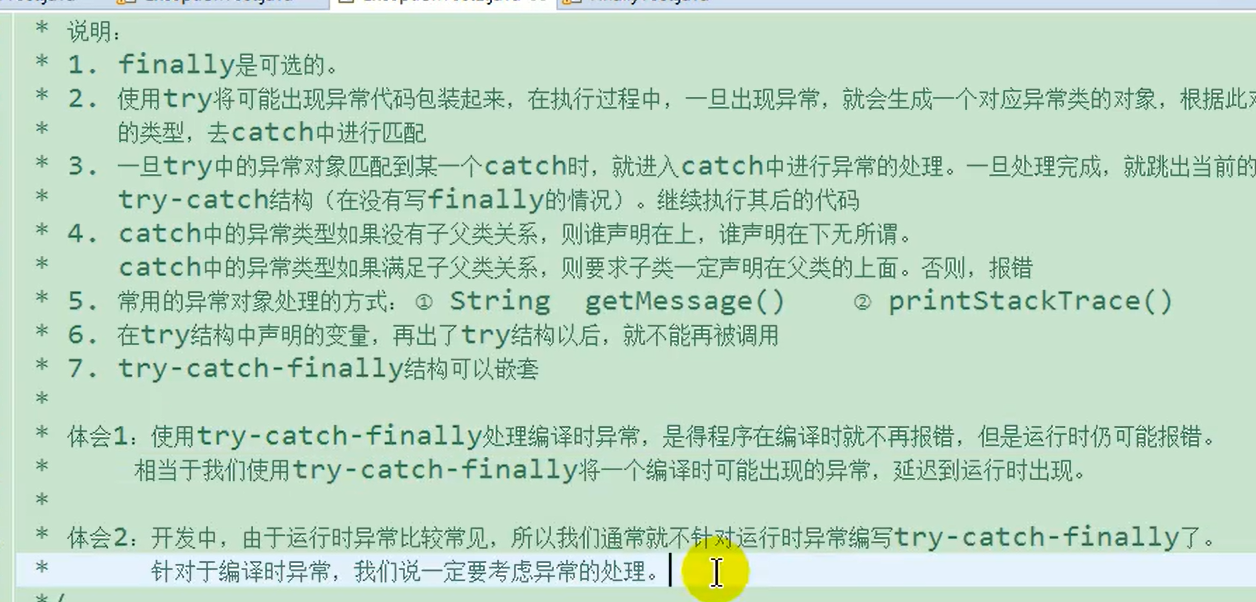 * 说明：
* 1. finally是可选的。
* 2. 使用try将可能出现异常代码包装起来，在执行过程中，一旦出现异常，就会生成一个对应异常类的对象，根据此
* 的类型，去catch中进行匹配
* 3. 一旦try中的异常对象匹配到某一个catch时，就进入catch中进行异常的处理。一旦处理完成，就跳出当前的
* try-catch结构（在没有写finally的情况）。继续执行其后的代码
* 4. catch中的异常类型如果没有子父类关系，则谁声明在上，谁声明在下无所谓。
* catch中的异常类型如果满足子父类关系，则要求子类一定声明在父类的上面。否则，报错
* 5. 常用的异常对象处理的方式：① String getMessage() ② printStackTrace()
* 6. 在try结构中声明的变量，再出了try结构以后，就不能再被调用
* 7. try-catch-finally结构可以嵌套
*
* 体会1：使用try-catch-finally处理编译时异常，是得程序在编译时就不再报错，但是运行时仍可能报错。
* 相当于我们使用try-catch-finally将一个编译时可能出现的异常，延迟到运行时出现。
*
* 体会2：开发中，由于运行时异常比较常见，所以我们通常就不针对运行时异常编写try-catch-finally了。
* 针对于编译时异常，我们说一定要考虑异常的处理。
*/